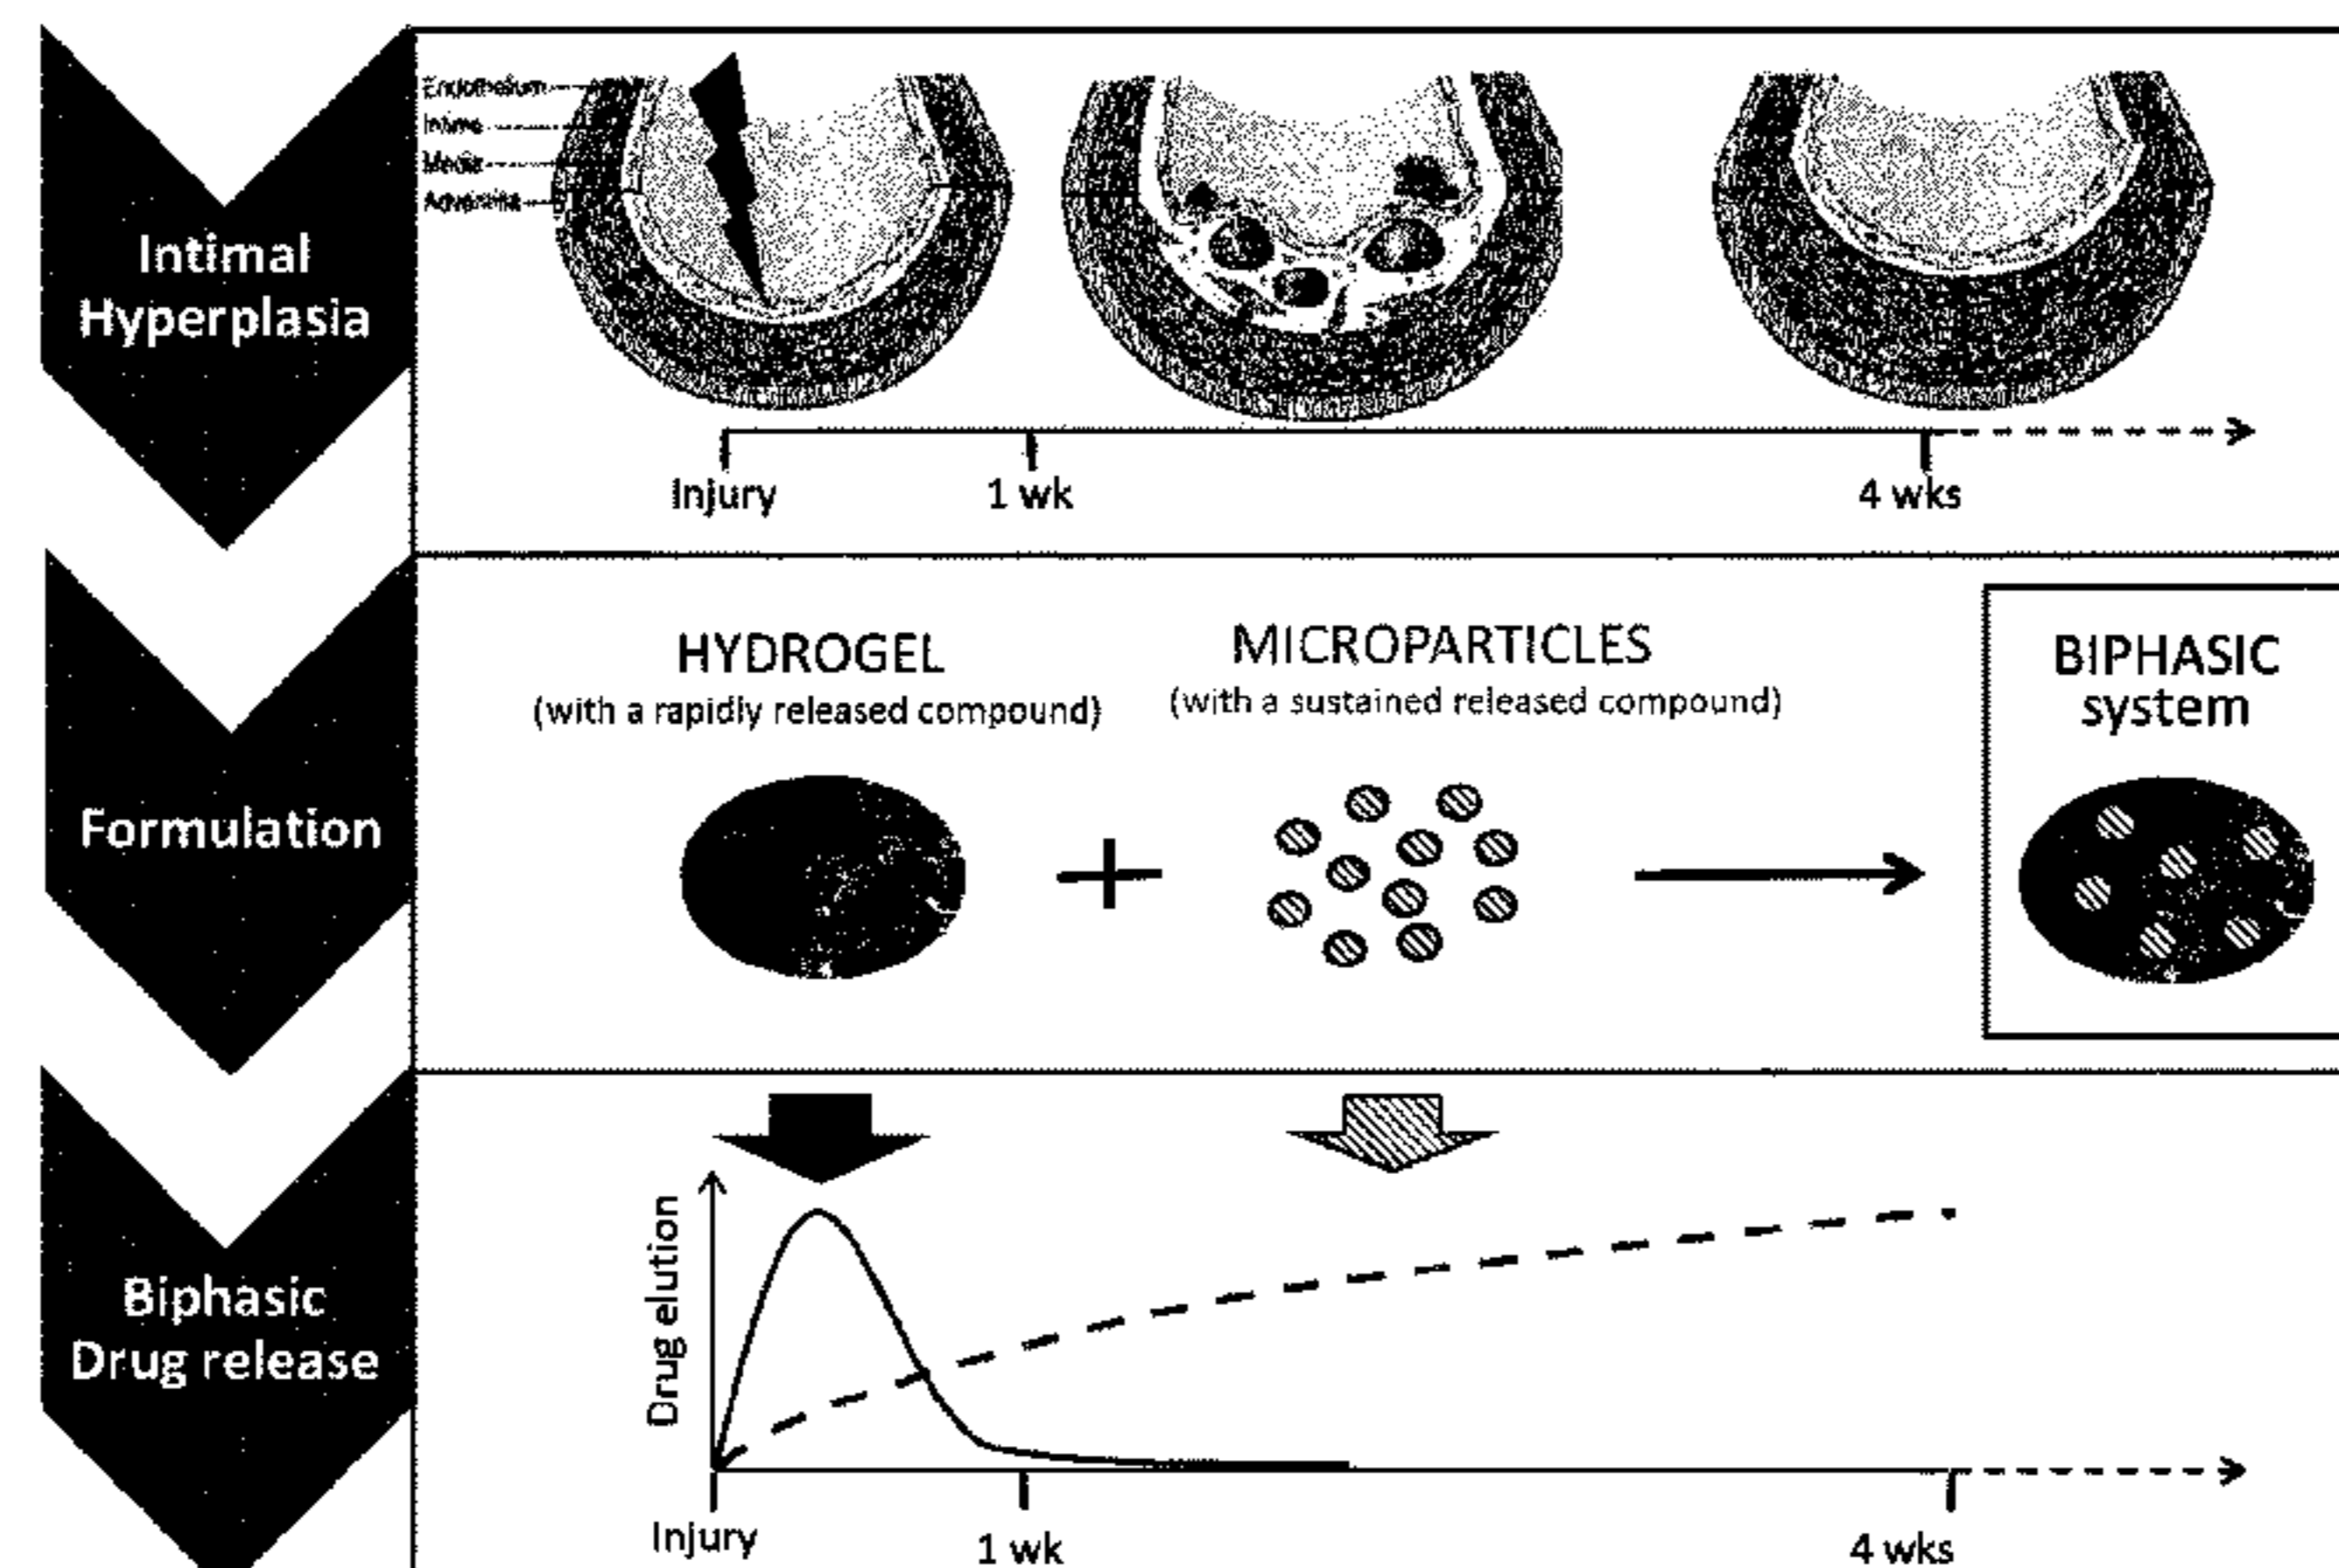 Intimal
Hyperplasia
Endothelium
Intima
Media
Adventitia
Injury
1 wk
4 wks
Formulation
HYDROGEL
(with a rapidly released compound)
MICROPARTICLES
(with a sustained released compound)
BIPHASIC
system
Biphasic
Drug release
Drug elution
Injury
1 wk
4 wks